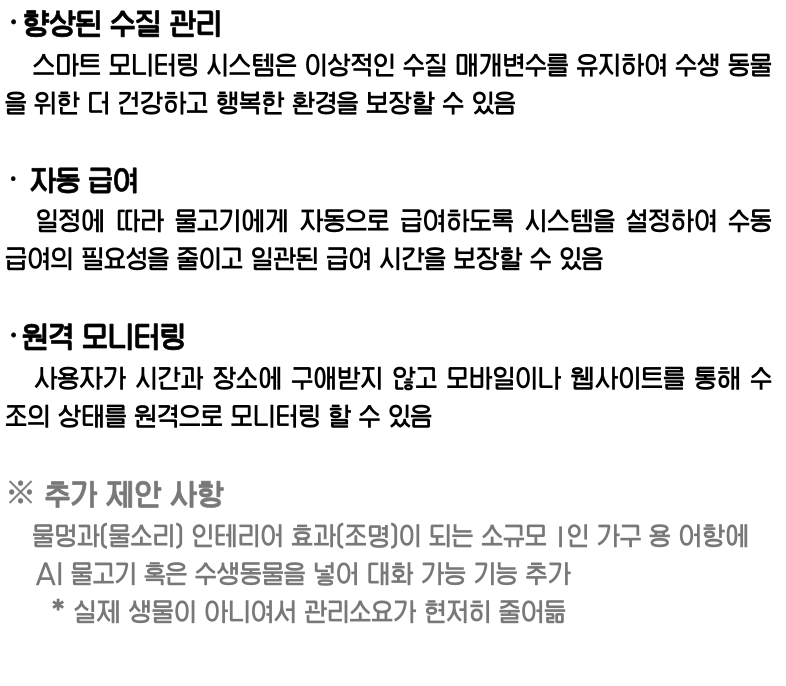 ·향상된 수질 관리
스마트 모니터링 시스템은 이상적인 수질 매개변수를 유지하여 수생 동물
을 위한 더 건강하고 행복한 환경을 보장할 수 있음
· 자동 급여
일정에 따라 물고기에게 자동으로 급여하도록 시스템을 설정하여 수동
급여의 필요성을 줄이고 일관된 급여 시간을 보장할 수 있음
·원격 모니터링
사용자가 시간과 장소에 구애받지 않고 모바일이나 웹사이트를 통해 수
조의 상태를 원격으로 모니터링 할 수 있음
※ 추가 제안 사항
물멍과(물소리) 인테리어 효과(조명)이 되는 소규모 1인 가구 용 어항에
AI 물고기 혹은 수생동물을 넣어 대화 가능 기능 추가
* 실제 생물이 아니여서 관리소요가 현저히 줄어듦